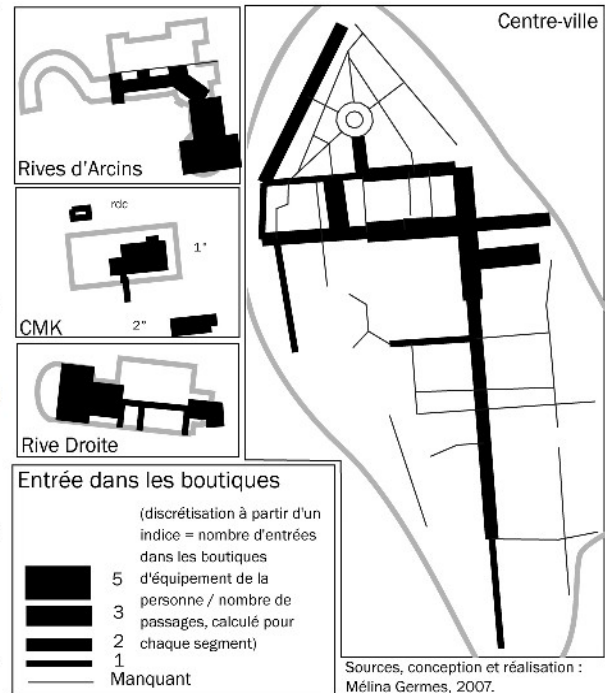 Centre-ville
Rives d'Arcins
rdc
1°
2°
CMK
Rive Droite
Entrée dans les boutiques
(discrétisation à partir d'un
indice = nombre d'entrées
dans les boutiques
5 d'équipement de la
3 personne / nombre de
passages, calculé pour
2 chaque segment)
1
Manquant
Sources, conception et réalisation :
Mélina Germes, 2007.